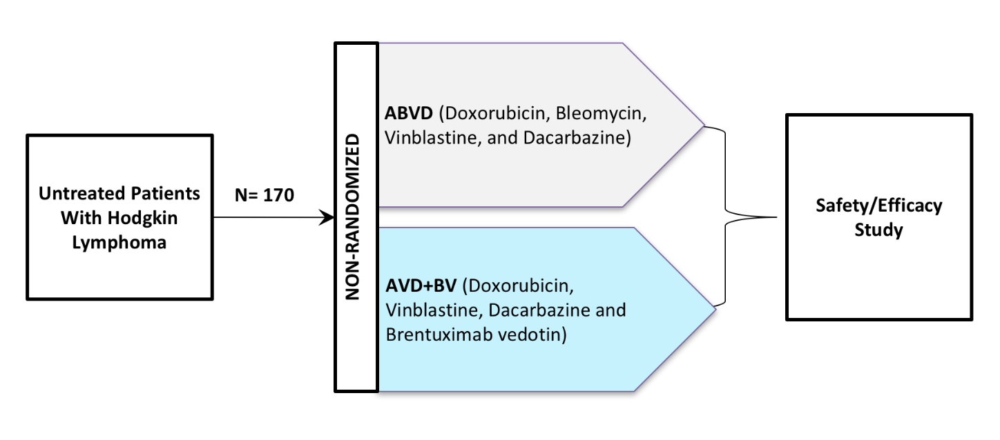 Untreated Patients
With Hodgkin
Lymphoma
N= 170
NON-RANDOMIZED
ABVD (Doxorubicin, Bleomycin,
Vinblastine, and Dacarbazine)
AVD+BV (Doxorubicin,
Vinblastine, Dacarbazine and
Brentuximab vedotin)
Safety/Efficacy
Study